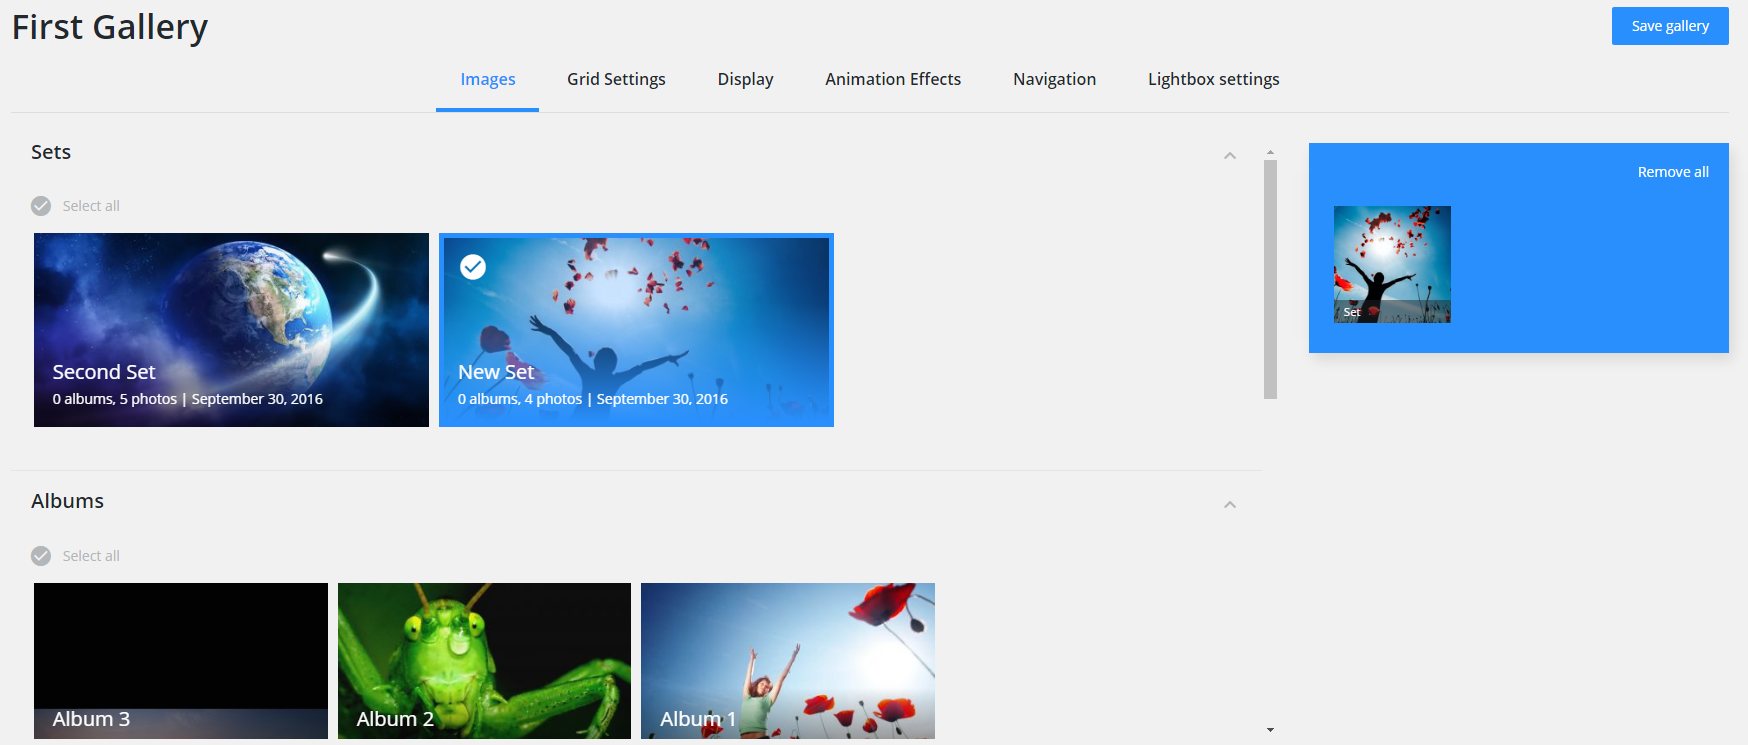 First Gallery
Save gallery
Images
Grid Settings
Display
Animation Effects
Navigation
Lightbox settings
Sets
Remove all
Select all
Set
Second Set
0 albums, 5 photos | September 30, 2016
New Set
0 albums, 4 photos | September 30, 2016
Albums
Select all
Album 3
Album 2
Album 1